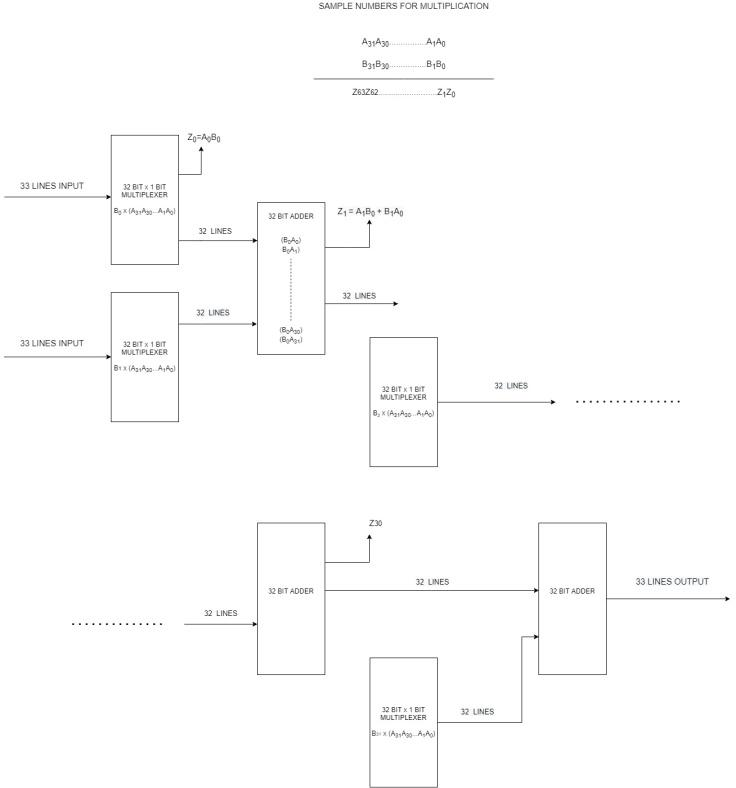 SAMPLE NUMBERS FOR MULTIPLICATION
A31A30................A1A0
B31B30................B1B0
Z63Z62..........................Z1Z0
Z0=A0B0
33 LINES INPUT
32 BIT x 1 BIT
MULTIPLEXER
B0 X (A31A30...A1A0)
32 LINES
32 BIT ADDER
(B0A0)
B0A1)
(B0A30)
(B0A31)
Z1 = A1B0 + B1A0
32 LINES
32 LINES
33 LINES INPUT
32 BIT x 1 BIT
MULTIPLEXER
B1 X (A31A30...A1A0)
32 BIT x 1 BIT
MULTIPLEXER
B2 X (A31A30...A1A0)
32 LINES
Z30
32 BIT ADDER
32 LINES
32 LINES
32 BIT ADDER
33 LINES OUTPUT
32 BIT x 1 BIT
MULTIPLEXER
B31 X (A31A30...A1A0)
32 LINES